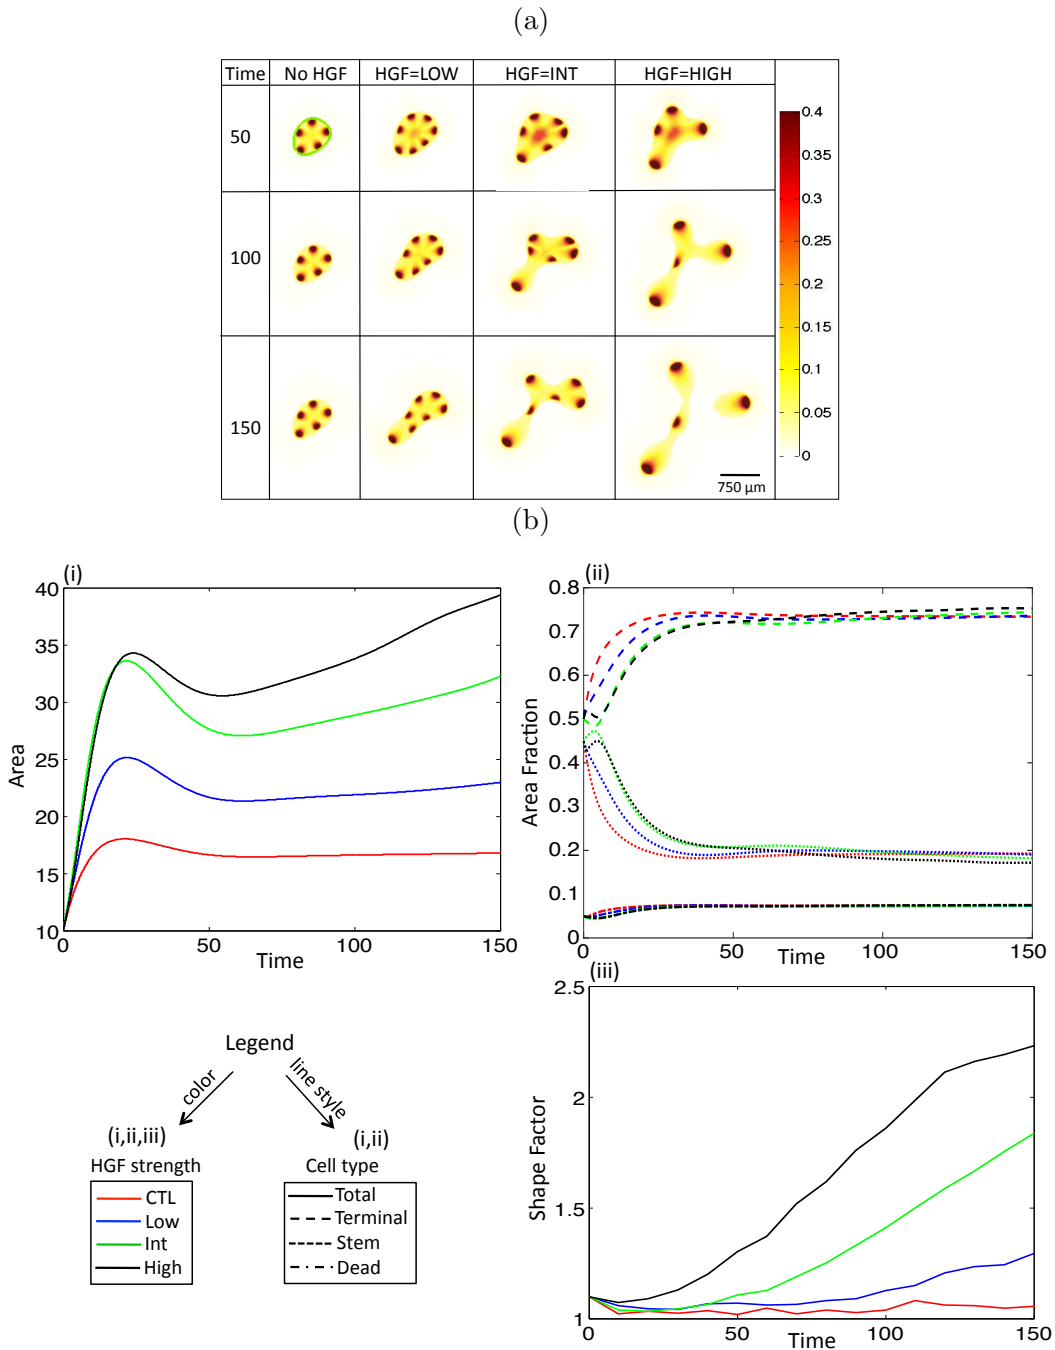 (a)
Time No HGF HGF=LOW HGF=INT HGF=HIGH
50
100
150
0.4
0.35
0.3
0.25
0.2
0.15
0.1
0.05
0
750 µm
(b)
(i)
40
35
30
25
20
15
10
Area
0 50 100 150
Time
(ii)
0.8
0.7
0.6
0.5
0.4
0.3
0.2
0.1
0
Area Fraction
0 50 100 150
Time
(iii)
2.5
2
1.5
1
Shape Factor
0 50 100 150
Time
Legend
color
line style
(i,ii,iii)
HGF strength
CTL
Low
Int
High
(i,ii)
Cell type
Total
Terminal
Stem
Dead